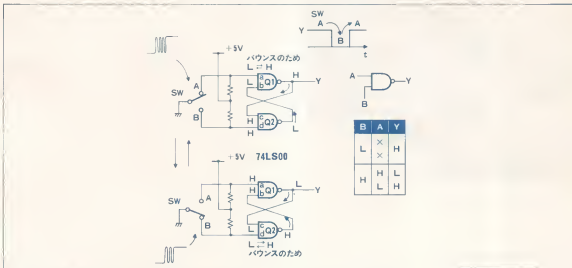 SW
A A
Y
B
t
+5V
バウンスのため
L ⇄ H
H
A
a
L b Q1 Y
SW
B
H c
H d Q2
L
A
Y
B
B A Y
L × H
×
H H L
L H
+5V 74LS00
L
A
H a
H b Q1 Y
SW
B
L c
d Q2
H
L ⇄ H
バウンスのため